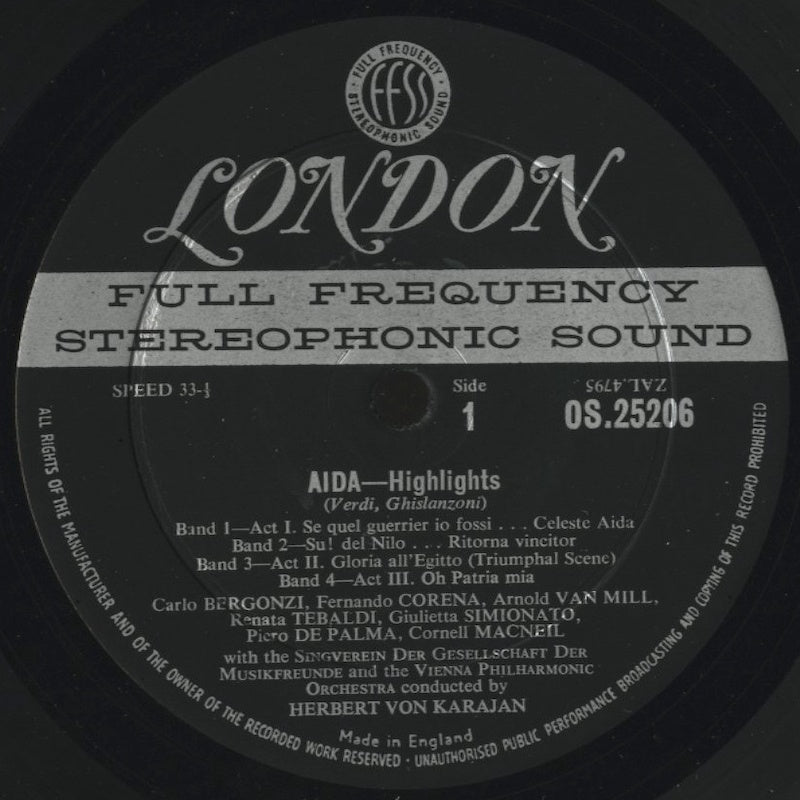 FULL FREQUENCY
FFSS
STEREOPHONIC SOUND
LONDON
FULL FREQUENCY
STEREOPHONIC SOUND
SPEED 33-⅓
Side
1
ZAL.4795
OS.25206
AIDA—Highlights
(Verdi, Ghislanzoni)
Band 1—Act I. Se quel guerrier io fossi . . . Celeste Aida
Band 2—Su! del Nilo . . . Ritorna vincitor
Band 3—Act II. Gloria all'Egitto (Triumphal Scene)
Band 4—Act III. Oh Patria mia
Carlo BERGONZI, Fernando CORENA, Arnold VAN MILL,
Renata TEBALDI, Giulietta SIMIONATO,
Piero DE PALMA, Cornell MACNEIL
with the SINGVEREIN DER GESELLSCHAFT DER
MUSIKFREUNDE and the VIENNA PHILHARMONIC
ORCHESTRA conducted by
HERBERT VON KARAJAN
Made in England
ALL RIGHTS OF THE MANUFACTURER AND OF THE OWNER OF THE RECORDED WORK RESERVED · UNAUTHORISED PUBLIC PERFORMANCE BROADCASTING AND COPYING OF THIS RECORD PROHIBITED